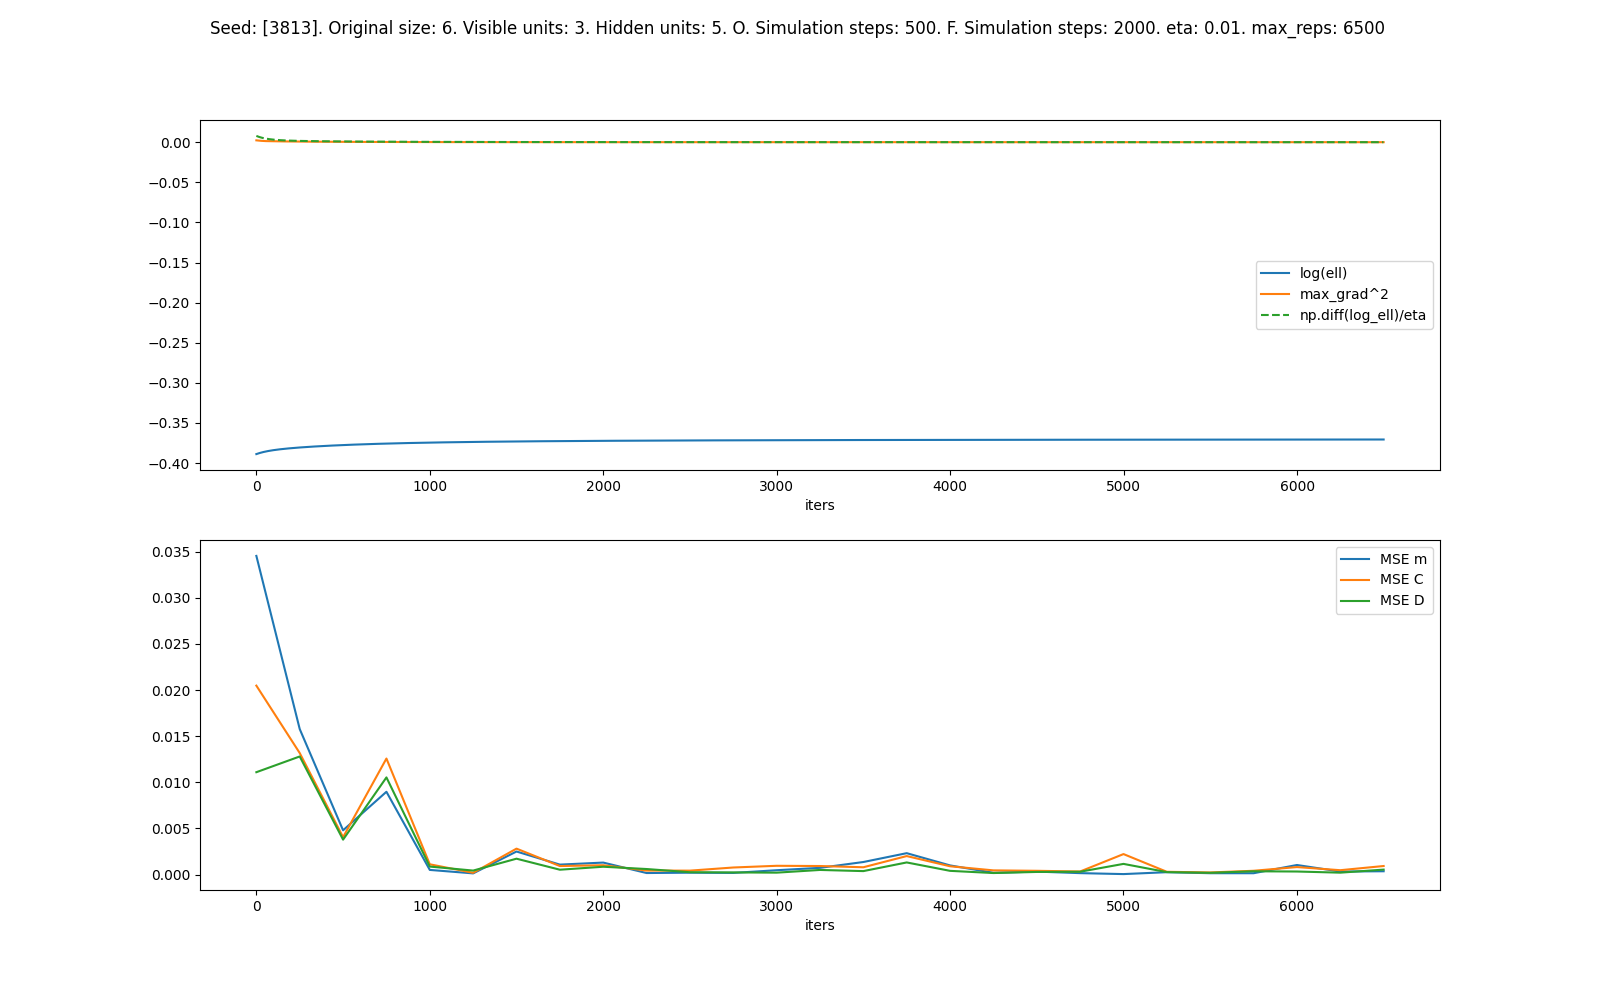 Seed: [3813]. Original size: 6. Visible units: 3. Hidden units: 5. O. Simulation steps: 500. F. Simulation steps: 2000. eta: 0.01. max_reps: 6500
0.00
−0.05
−0.10
−0.15
−0.20
−0.25
−0.30
−0.35
−0.40
log(ell)
max_grad^2
np.diff(log_ell)/eta
0 1000 2000 3000 4000 5000 6000
iters
0.035
0.030
0.025
0.020
0.015
0.010
0.005
0.000
MSE m
MSE C
MSE D
0 1000 2000 3000 4000 5000 6000
iters